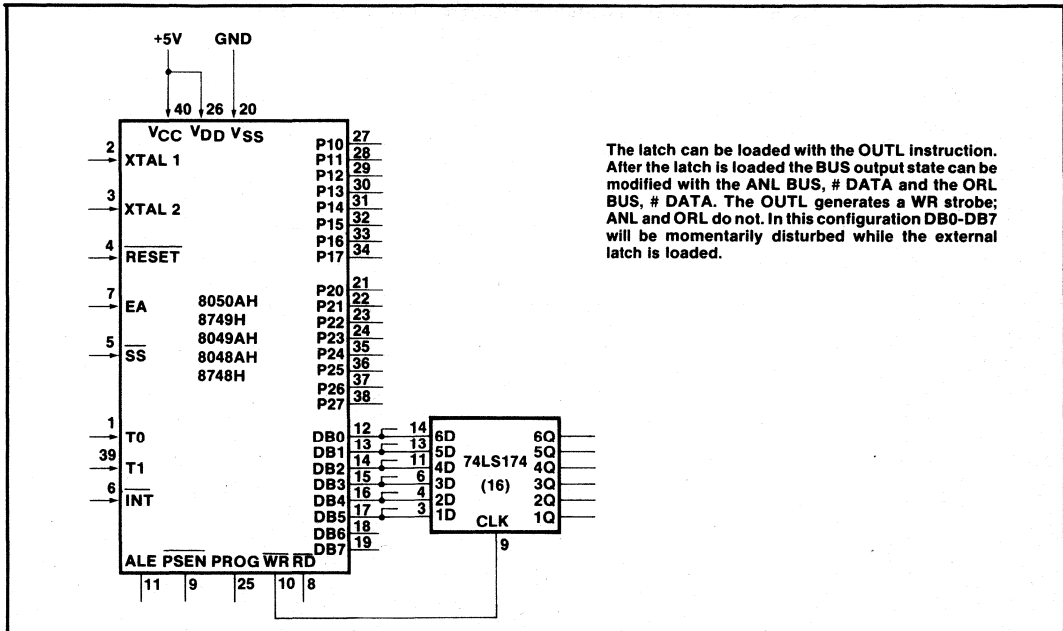 +5V GND
40 26 20
VCC VDD VSS
2 XTAL 1
3 XTAL 2
4 RESET
7 EA
5 SS
1 T0
39 T1
6 INT
8050AH
8749H
8049AH
8048AH
8748H
P10 27
P11 28
P12 29
P13 30
P14 31
P15 32
P16 33
P17 34
P20 21
P21 22
P22 23
P23 24
P24 35
P25 36
P26 37
P27 38
DB0 12
DB1 13
DB2 14
DB3 15
DB4 16
DB5 17
DB6 18
DB7 19
ALE PSEN PROG WR RD
11 9 25 10 8
14 6D 6Q
13 5D 5Q
11 4D 4Q
6 3D 3Q
4 2D 2Q
3 1D 1Q
74LS174
(16)
CLK
9
The latch can be loaded with the OUTL instruction.
After the latch is loaded the BUS output state can be
modified with the ANL BUS, # DATA and the ORL
BUS, # DATA. The OUTL generates a WR strobe;
ANL and ORL do not. In this configuration DB0-DB7
will be momentarily disturbed while the external
latch is loaded.